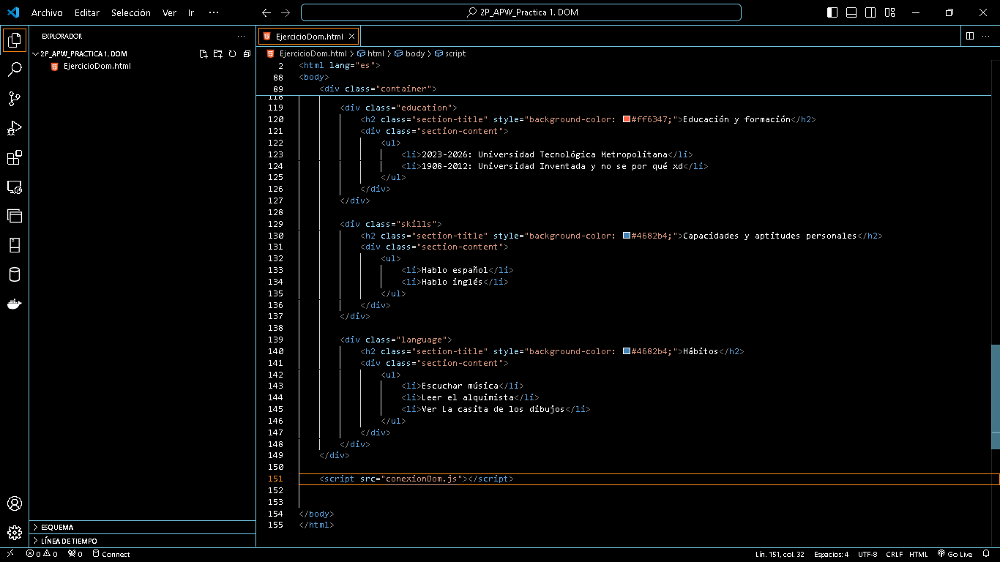 Archivo Editar Selección Ver Ir ··· 2P_APW_Practica 1. DOM
EXPLORADOR ···
2P_APW_PRACTICA 1. DOM
EjercicioDom.html
ESQUEMA
LÍNEA DE TIEMPO
EjercicioDom.html
EjercicioDom.html > html > body > script
2 <html lang="es">
88 <body>
89 <div class="container">
118
119 <div class="education">
120 <h2 class="section-title" style="background-color: #ff6347;">Educación y formación</h2>
121 <div class="section-content">
122 <ul>
123 <li>2023-2026: Universidad Tecnológica Metropolitana</li>
124 <li>1908-2012: Universidad Inventada y no se por qué xd</li>
125 </ul>
126 </div>
127 </div>
128
129 <div class="skills">
130 <h2 class="section-title" style="background-color: #4682b4;">Capacidades y aptitudes personales</h2>
131 <div class="section-content">
132 <ul>
133 <li>Hablo español</li>
134 <li>Hablo inglés</li>
135 </ul>
136 </div>
137 </div>
138
139 <div class="language">
140 <h2 class="section-title" style="background-color: #4682b4;">Hábitos</h2>
141 <div class="section-content">
142 <ul>
143 <li>Escuchar música</li>
144 <li>Leer el alquimista</li>
145 <li>Ver La casita de los dibujos</li>
146 </ul>
147 </div>
148 </div>
149 </div>
150
151 <script src="conexionDom.js"></script>
152
153
154 </body>
155 </html>
0 0 0 Connect Lín. 151, col. 32 Espacios: 4 UTF-8 CRLF HTML Go Live